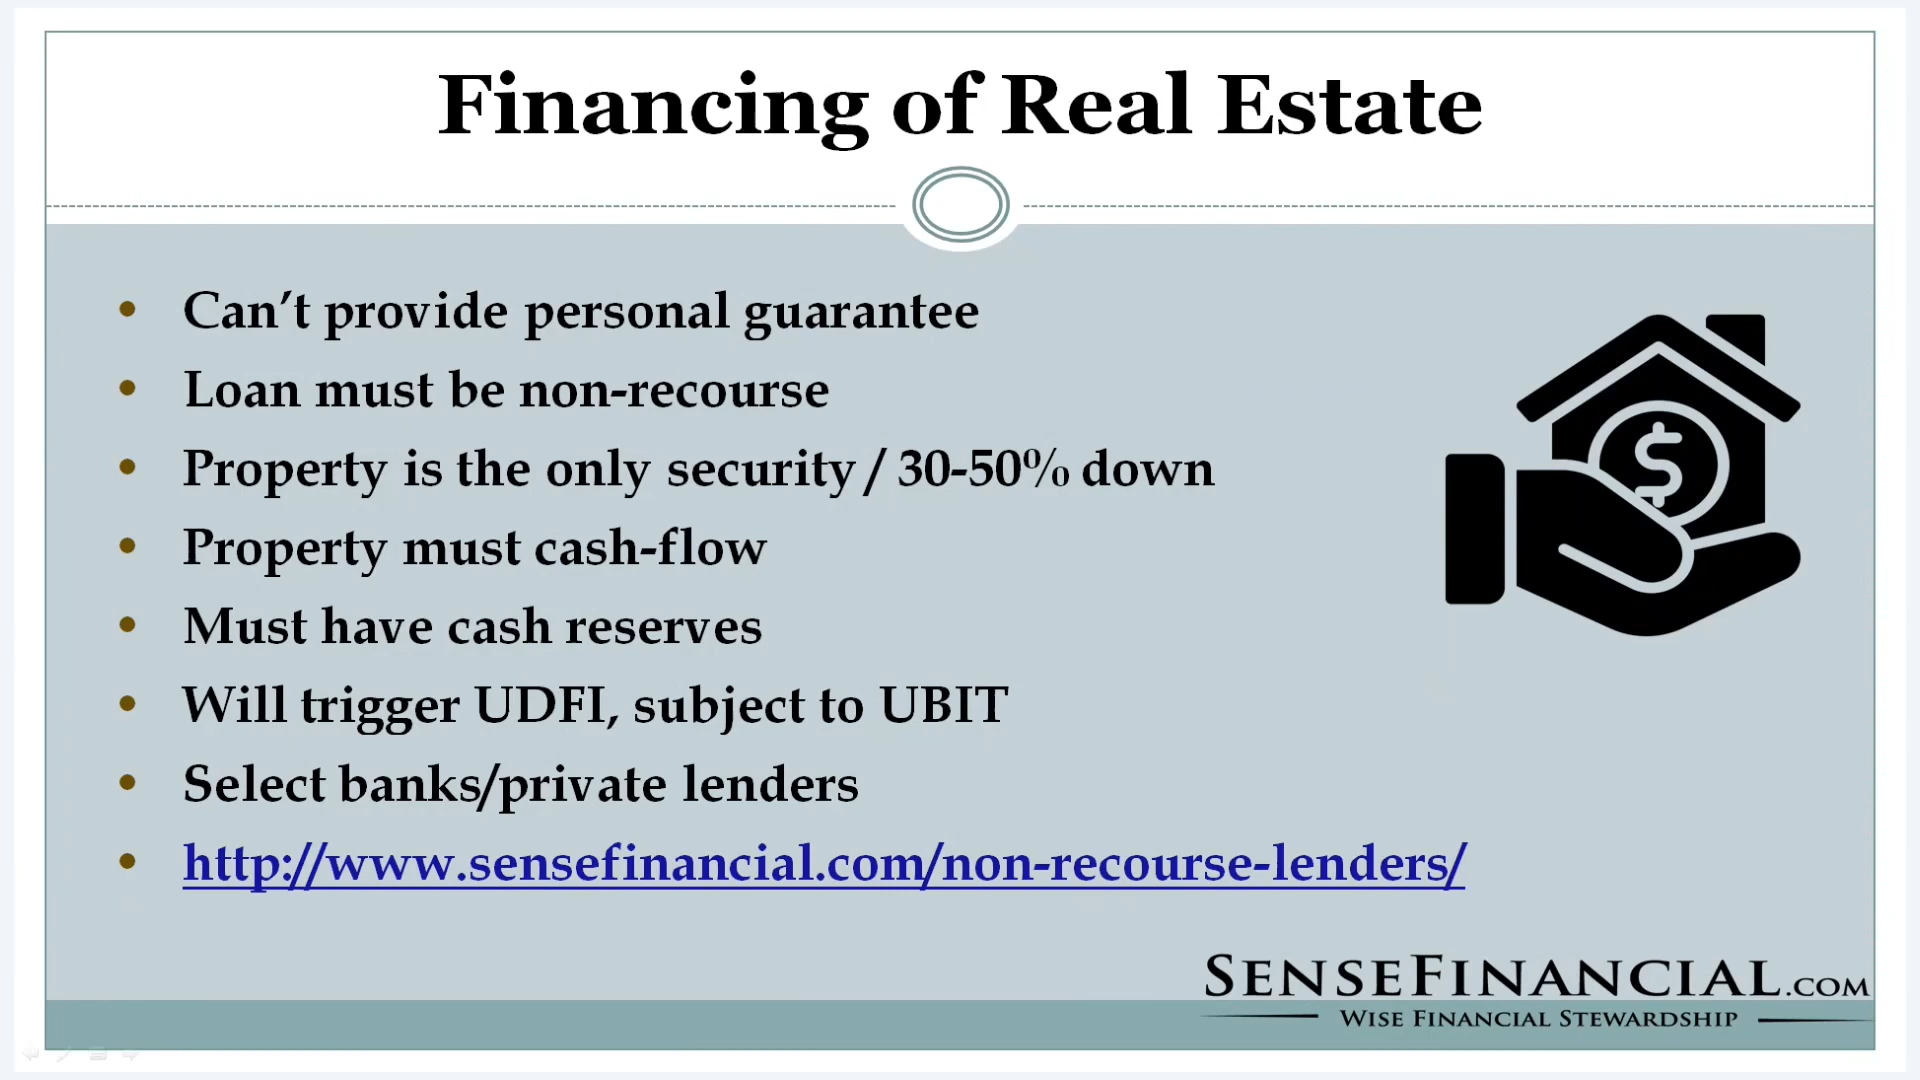 Financing of Real Estate
• Can’t provide personal guarantee
• Loan must be non-recourse
• Property is the only security / 30-50% down
• Property must cash-flow
• Must have cash reserves
• Will trigger UDFI, subject to UBIT
• Select banks/private lenders
• http://www.sensefinancial.com/non-recourse-lenders/
$
SENSEFINANCIAL.COM
WISE FINANCIAL STEWARDSHIP